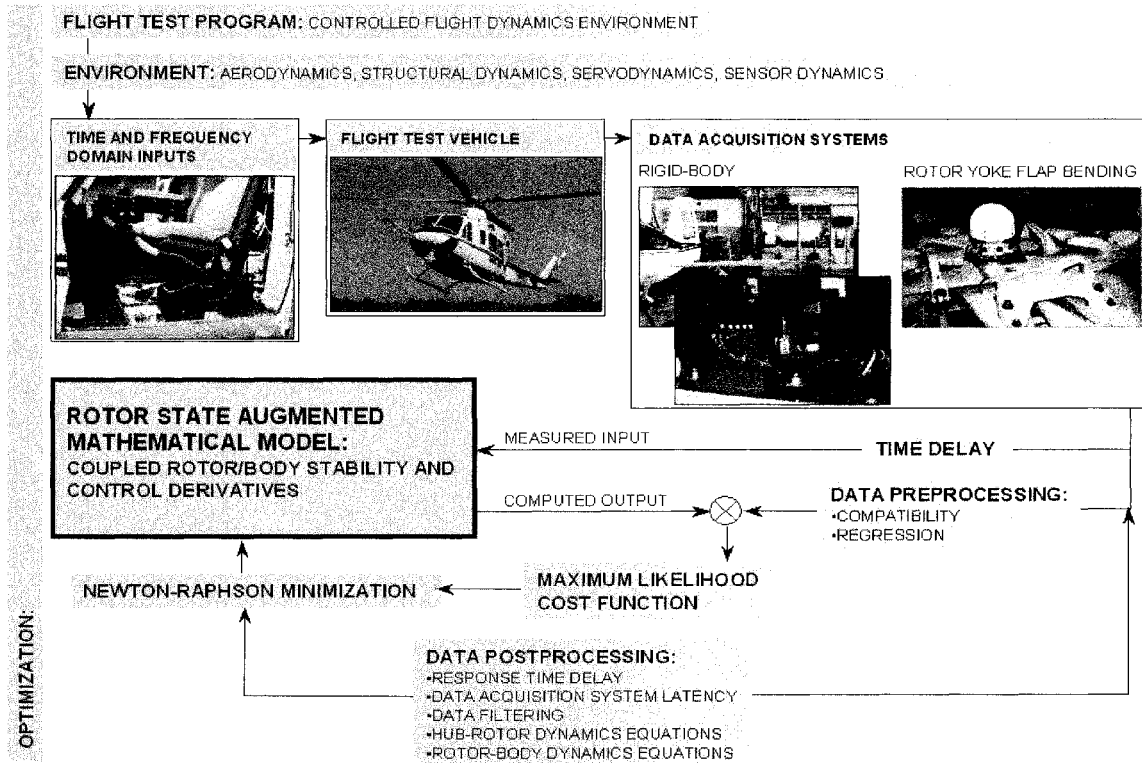 FLIGHT TEST PROGRAM: CONTROLLED FLIGHT DYNAMICS ENVIRONMENT
ENVIRONMENT: AERODYNAMICS, STRUCTURAL DYNAMICS, SERVODYNAMICS, SENSOR DYNAMICS
TIME AND FREQUENCY
DOMAIN INPUTS
FLIGHT TEST VEHICLE
DATA ACQUISITION SYSTEMS
RIGID-BODY
ROTOR YOKE FLAP BENDING
ROTOR STATE AUGMENTED
MATHEMATICAL MODEL:
COUPLED ROTOR/BODY STABILITY AND
CONTROL DERIVATIVES
MEASURED INPUT
TIME DELAY
COMPUTED OUTPUT
DATA PREPROCESSING:
•COMPATIBILITY
•REGRESSION
NEWTON-RAPHSON MINIMIZATION
MAXIMUM LIKELIHOOD
COST FUNCTION
DATA POSTPROCESSING:
•RESPONSE TIME DELAY
•DATA ACQUISITION SYSTEM LATENCY
•DATA FILTERING
•HUB-ROTOR DYNAMICS EQUATIONS
•ROTOR-BODY DYNAMICS EQUATIONS
OPTIMIZATION: